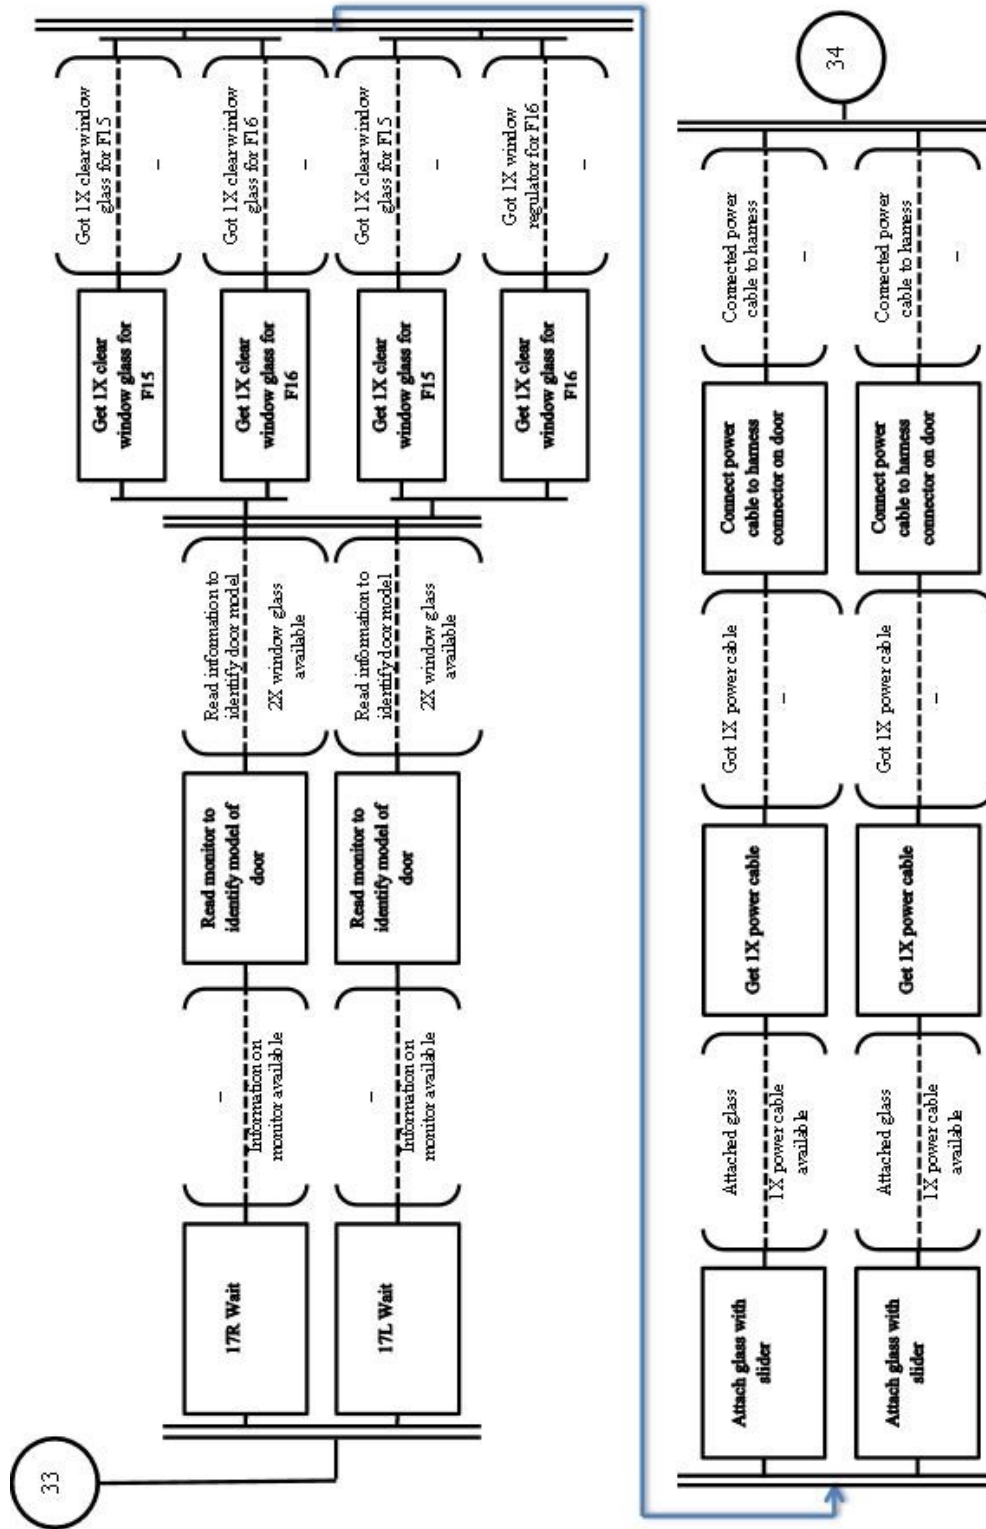 33
17R Wait
–
Information on
monitor available
Read monitor to
identify model of
door
Read information to
identify door model
2X window glass
available
17L Wait
–
Information on
monitor available
Read monitor to
identify model of
door
Read information to
identify door model
2X window glass
available
Get 1X clear
window glass for
F15
Got 1X clear window
glass for F15
–
Get 1X clear
window glass for
F16
Got 1X clear window
glass for F16
–
Get 1X clear
window glass for
F15
Got 1X clear window
glass for F15
–
Get 1X clear
window glass for
F16
Got 1X window
regulator for F16
–
Attach glass with
slider
Attached glass
1X power cable
available
Get 1X power cable
Got 1X power cable
–
Connect power
cable to harness
connector on door
Connected power
cable to harness
–
Attach glass with
slider
Attached glass
1X power cable
available
Get 1X power cable
Got 1X power cable
–
Connect power
cable to harness
connector on door
Connected power
cable to harness
–
34